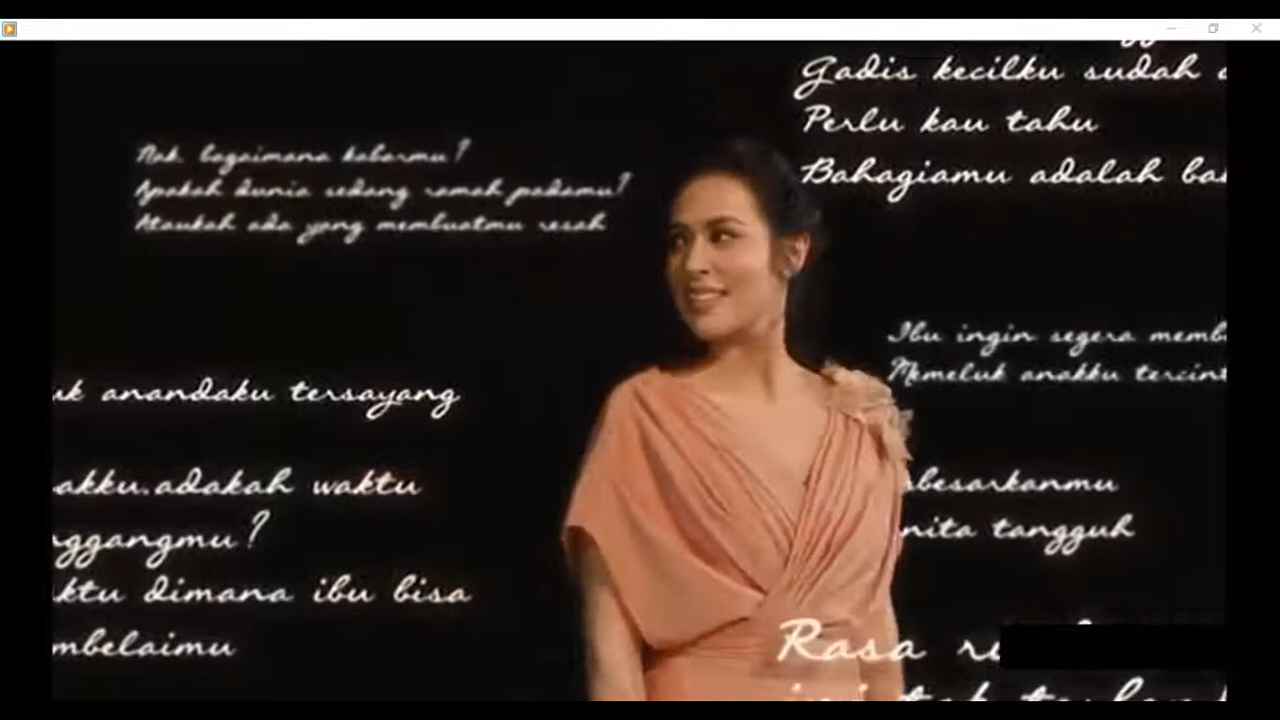 Nak, bagaimana kabarmu?
Apakah dunia sedang ramah padamu?
Ataukah ada yang membuatmu resah
Gadis kecilku sudah
Perlu kau tahu
Bahagiamu adalah
Ibu ingin segera
Memeluk anakku
anandaku tersayang
akku.adakah waktu
nggangmu?
ktu dimana ibu bisa
mbelaimu
besarkanmu
nita tangguh
Rasa